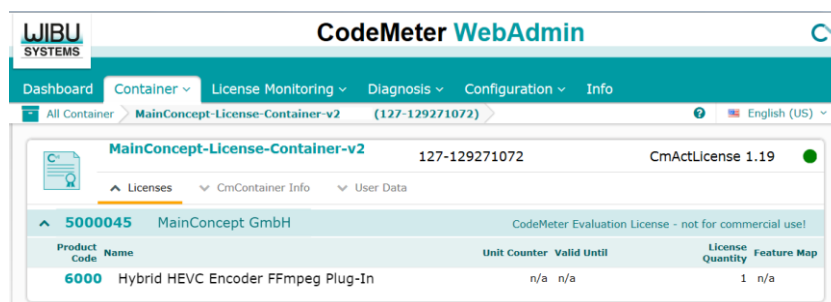 WIBU
SYSTEMS
CodeMeter WebAdmin
Dashboard Container License Monitoring Diagnosis Configuration Info
All Container MainConcept-License-Container-v2 (127-129271072) English (US)
MainConcept-License-Container-v2 127-129271072 CmActLicense 1.19
Licenses CmContainer Info User Data
5000045 MainConcept GmbH CodeMeter Evaluation License - not for commercial use!
Product Code Name Unit Counter Valid Until License Quantity Feature Map
6000 Hybrid HEVC Encoder FFmpeg Plug-In n/a n/a 1 n/a